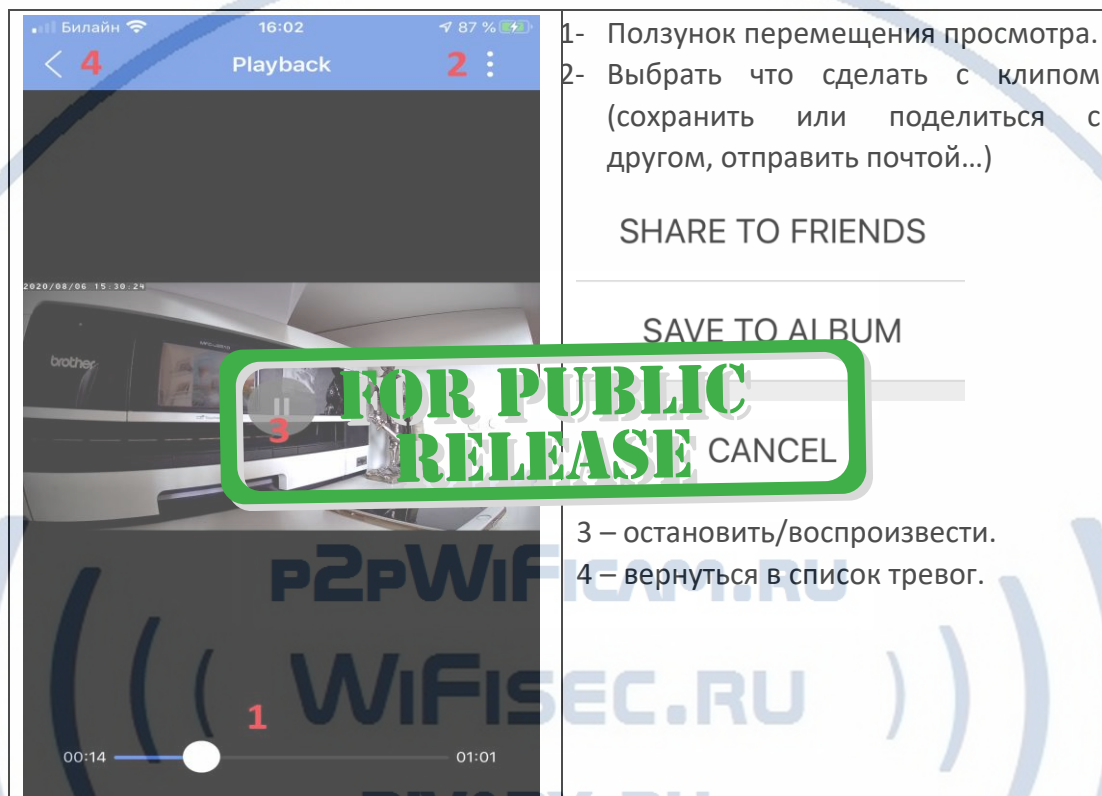 Билайн 16:02 87 %
4 Playback 2
2020/08/06 15:30:24
brother
3
1
00:14 01:01
1- Ползунок перемещения просмотра.
2- Выбрать что сделать с клипом
(сохранить или поделиться с
другом, отправить почтой…)
SHARE TO FRIENDS
SAVE TO ALBUM
CANCEL
3 – остановить/воспроизвести.
4 – вернуться в список тревог.
FOR PUBLIC
RELEASE
P2PWIFICAM.RU
WIFISEC.RU